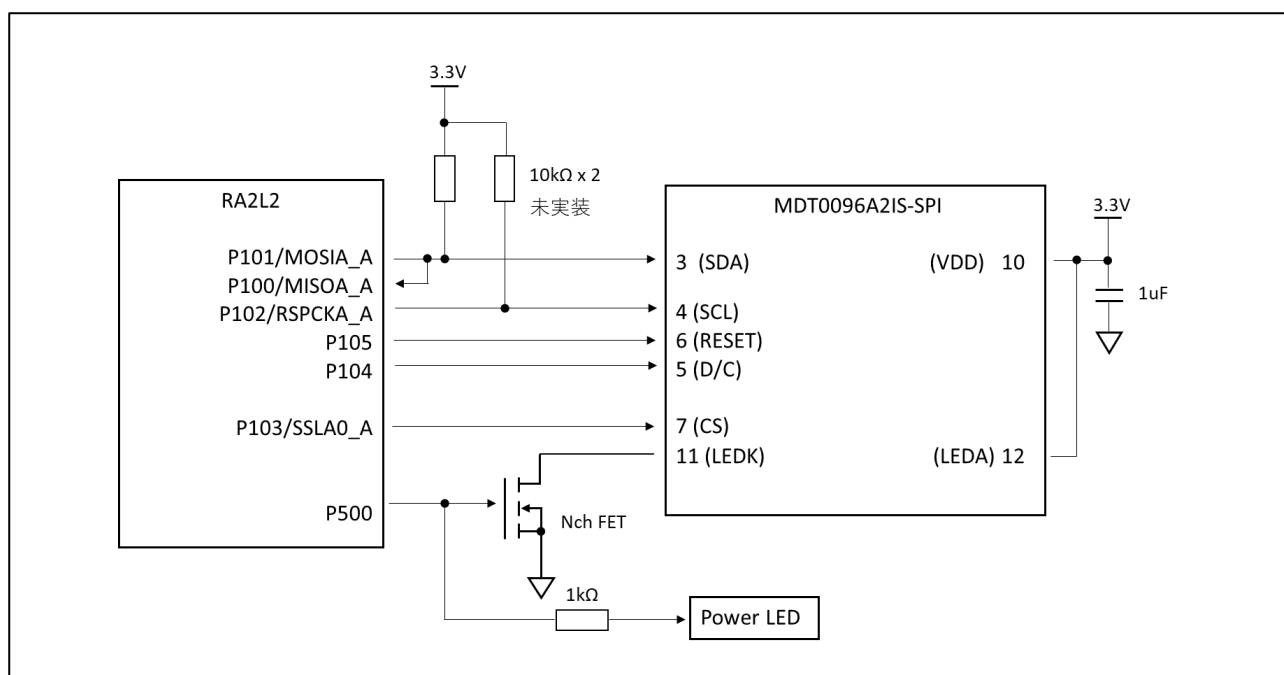 3.3V
10kΩ x 2
未実装
RA2L2
P101/MOSIA_A
P100/MISOA_A
P102/RSPCKA_A
P105
P104
P103/SSLA0_A
P500
MDT0096A2IS-SPI
3 (SDA)
4 (SCL)
6 (RESET)
5 (D/C)
7 (CS)
11 (LEDK)
(VDD) 10
(LEDA) 12
3.3V
1uF
Nch FET
1kΩ
Power LED